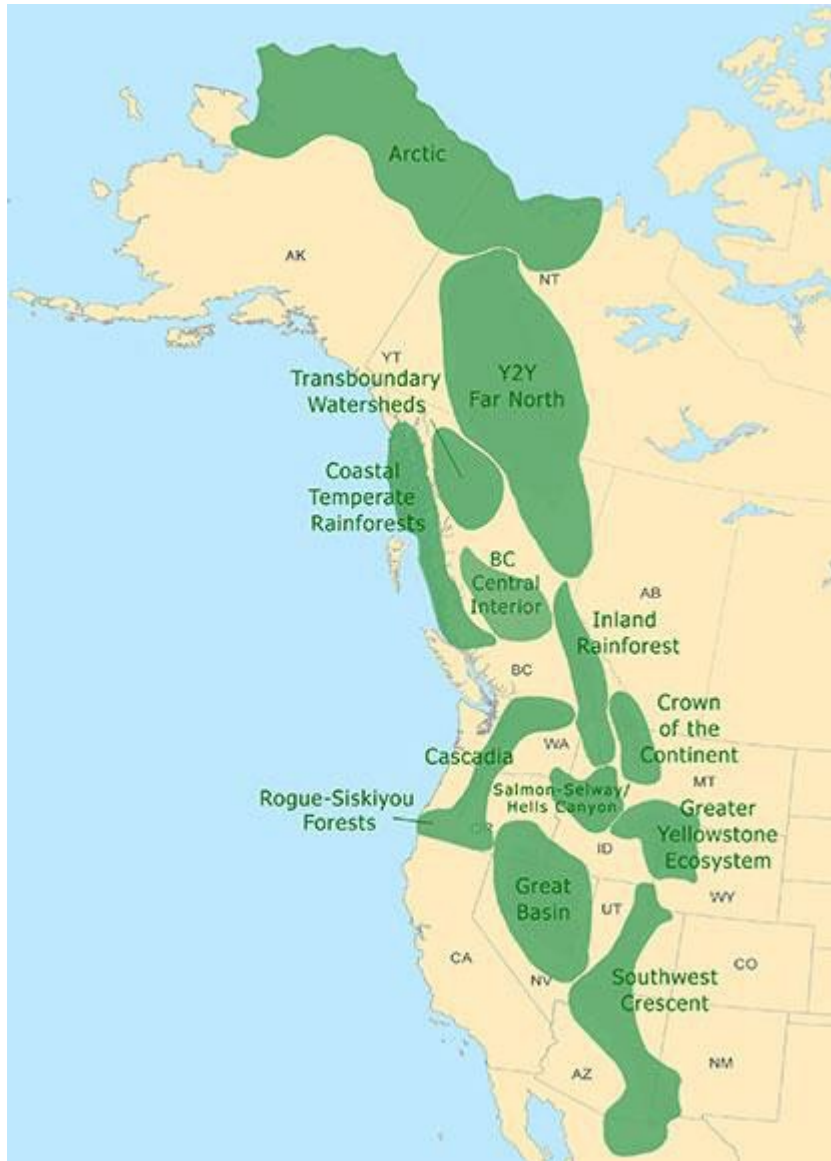 Arctic
AK
NT
YT
Y2Y
Far North
Transboundary
Watersheds
Coastal
Temperate
Rainforests
BC
Central
Interior
AB
Inland
Rainforest
BC
Crown
of the
Continent
WA
Cascadia
MT
Salmon-Selway/
Hells Canyon
Rogue-Siskiyou
Forests
OR
Greater
Yellowstone
Ecosystem
ID
Great
Basin
UT
WY
CA
NV
CO
Southwest
Crescent
AZ
NM